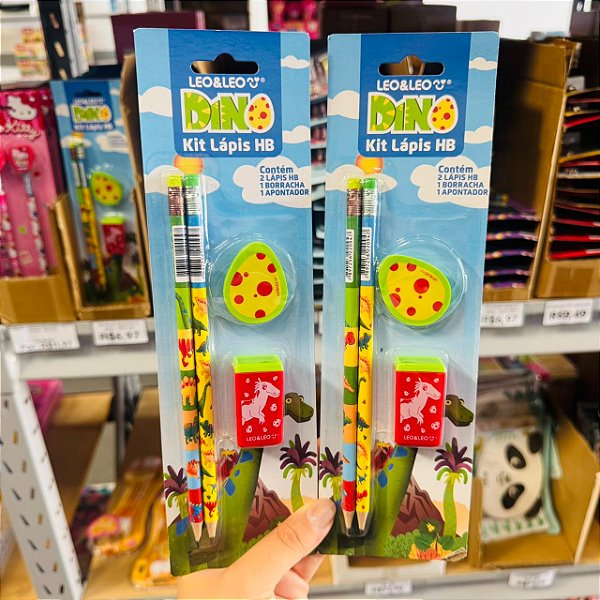 LEO&LEO®
DINO
Kit Lápis HB
Contém
2 LÁPIS HB
1 BORRACHA
1 APONTADOR
LEO&LEO
LEO&LEO®
DINO
Kit Lápis HB
Contém
2 LÁPIS HB
1 BORRACHA
1 APONTADOR
LEO&LEO